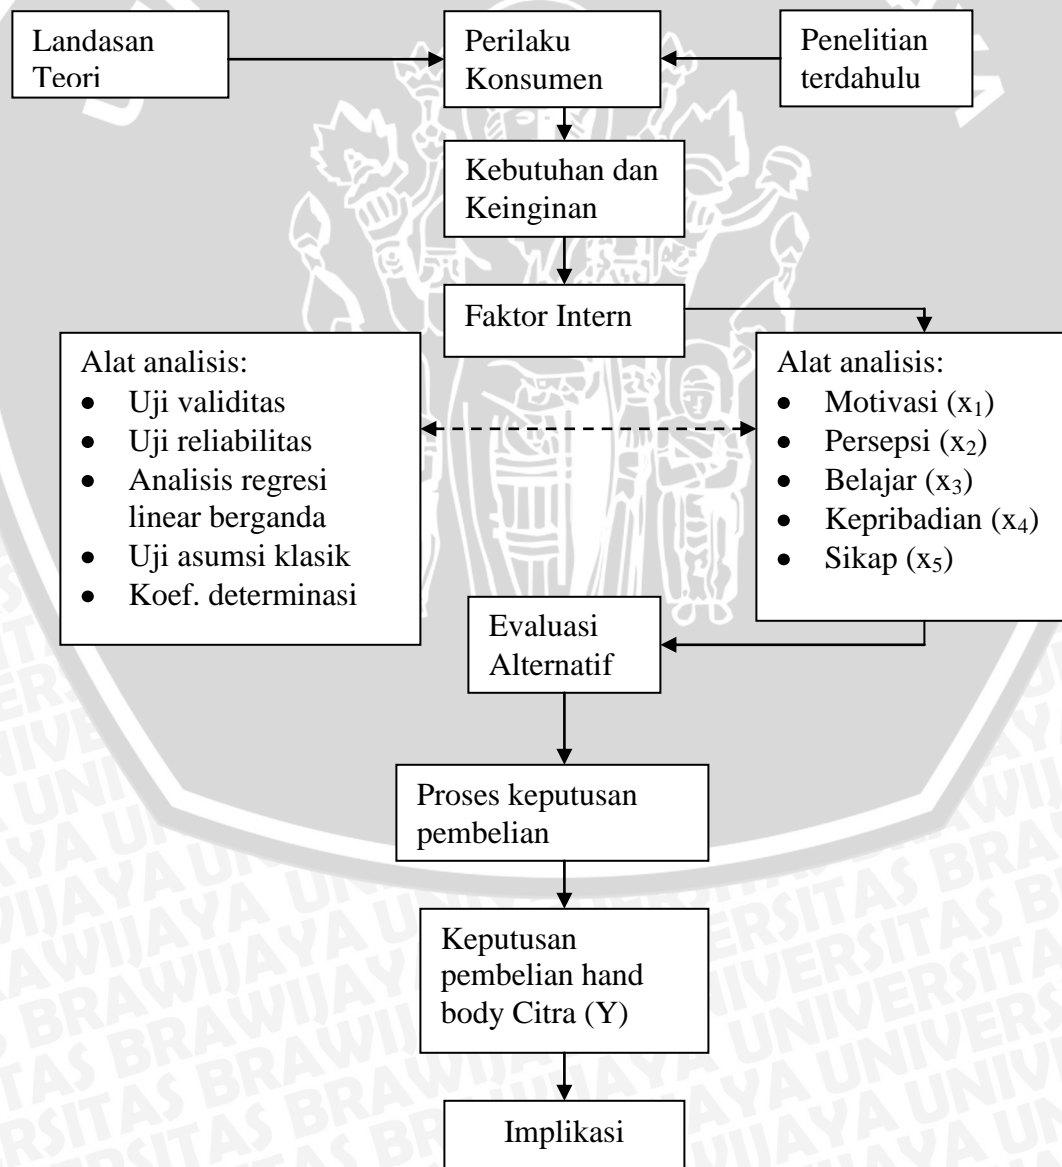 Landasan
Teori
Perilaku
Konsumen
Penelitian
terdahulu
Kebutuhan dan
Keinginan
Faktor Intern
Alat analisis:
• Uji validitas
• Uji reliabilitas
• Analisis regresi
linear berganda
• Uji asumsi klasik
• Koef. determinasi
Alat analisis:
• Motivasi (x₁)
• Persepsi (x₂)
• Belajar (x₃)
• Kepribadian (x₄)
• Sikap (x₅)
Evaluasi
Alternatif
Proses keputusan
pembelian
Keputusan
pembelian hand
body Citra (Y)
Implikasi